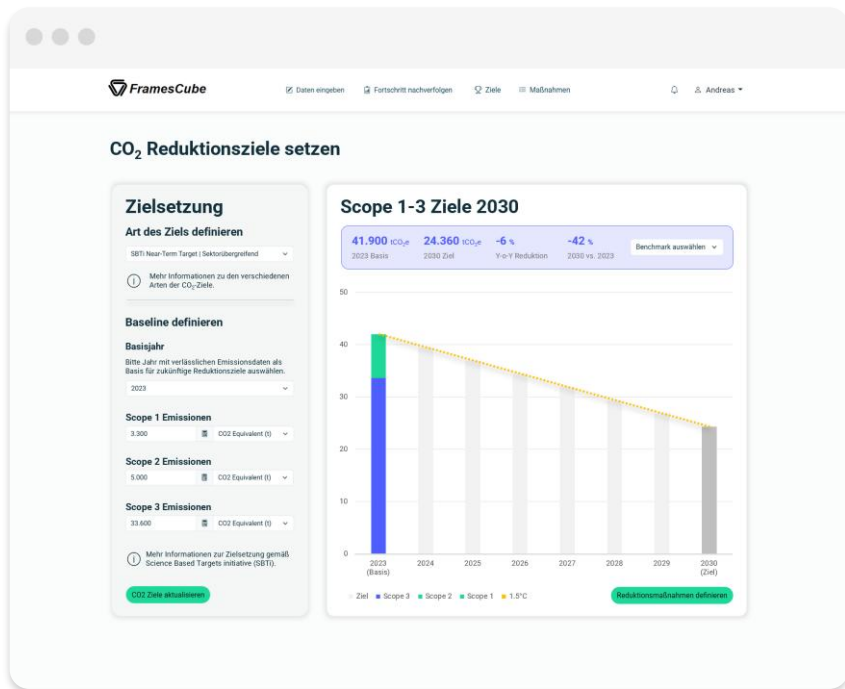 FramesCube
Daten eingeben
Fortschritt nachverfolgen
Ziele
Maßnahmen
Andreas
CO₂ Reduktionsziele setzen
Zielsetzung
Art des Ziels definieren
SBTi Near-Term Target | Sektorübergreifend
Mehr Informationen zu den verschiedenen
Arten der CO₂-Ziele.
Baseline definieren
Basisjahr
Bitte Jahr mit verlässlichen Emissionsdaten als
Basis für zukünftige Reduktionsziele auswählen.
2023
Scope 1 Emissionen
3.300 CO2 Equivalent (t)
Scope 2 Emissionen
5.000 CO2 Equivalent (t)
Scope 3 Emissionen
33.600 CO2 Equivalent (t)
Mehr Informationen zur Zielsetzung gemäß
Science Based Targets initiative (SBTi).
CO2 Ziele aktualisieren
Scope 1-3 Ziele 2030
41.900 tCO₂e 24.360 tCO₂e -6 % -42 %
2023 Basis 2030 Ziel Y-o-Y Reduktion 2030 vs. 2023
Benchmark auswählen
50
40
30
20
10
0
2023 2024 2025 2026 2027 2028 2029 2030
(Basis) (Ziel)
Ziel Scope 3 Scope 2 Scope 1 1.5°C
Reduktionsmaßnahmen definieren